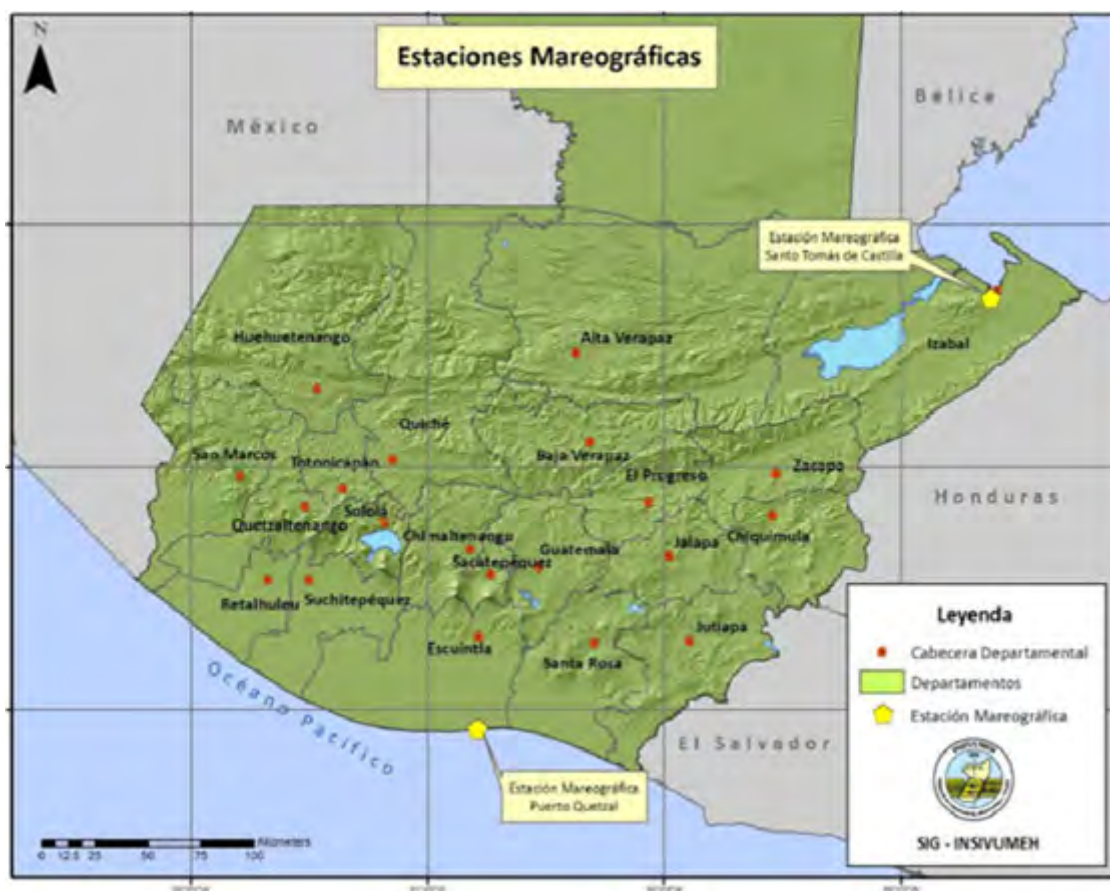 N
Estaciones Mareográficas
México
Bélice
Estación Mareográfica
Santo Tomás de Castilla
Huehuetenango
Alta Verapaz
Izabal
Quiché
San Marcos
Totonicapán
Baja Verapaz
El Progreso
Zacapa
Honduras
Quetzaltenango
Sololá
Chimaltenango
Guatemala
Jalapa
Chiquimula
Sacatepéquez
Retalhuleu
Suchitepéquez
Escuintla
Santa Rosa
Jutiapa
Océano Pacífico
El Salvador
Estación Mareográfica
Puerto Quetzal
Leyenda
Cabecera Departamental
Departamentos
Estación Mareográfica
SIG - INSIVUMEH
Kilometers
0 12.5 25 50 75 100